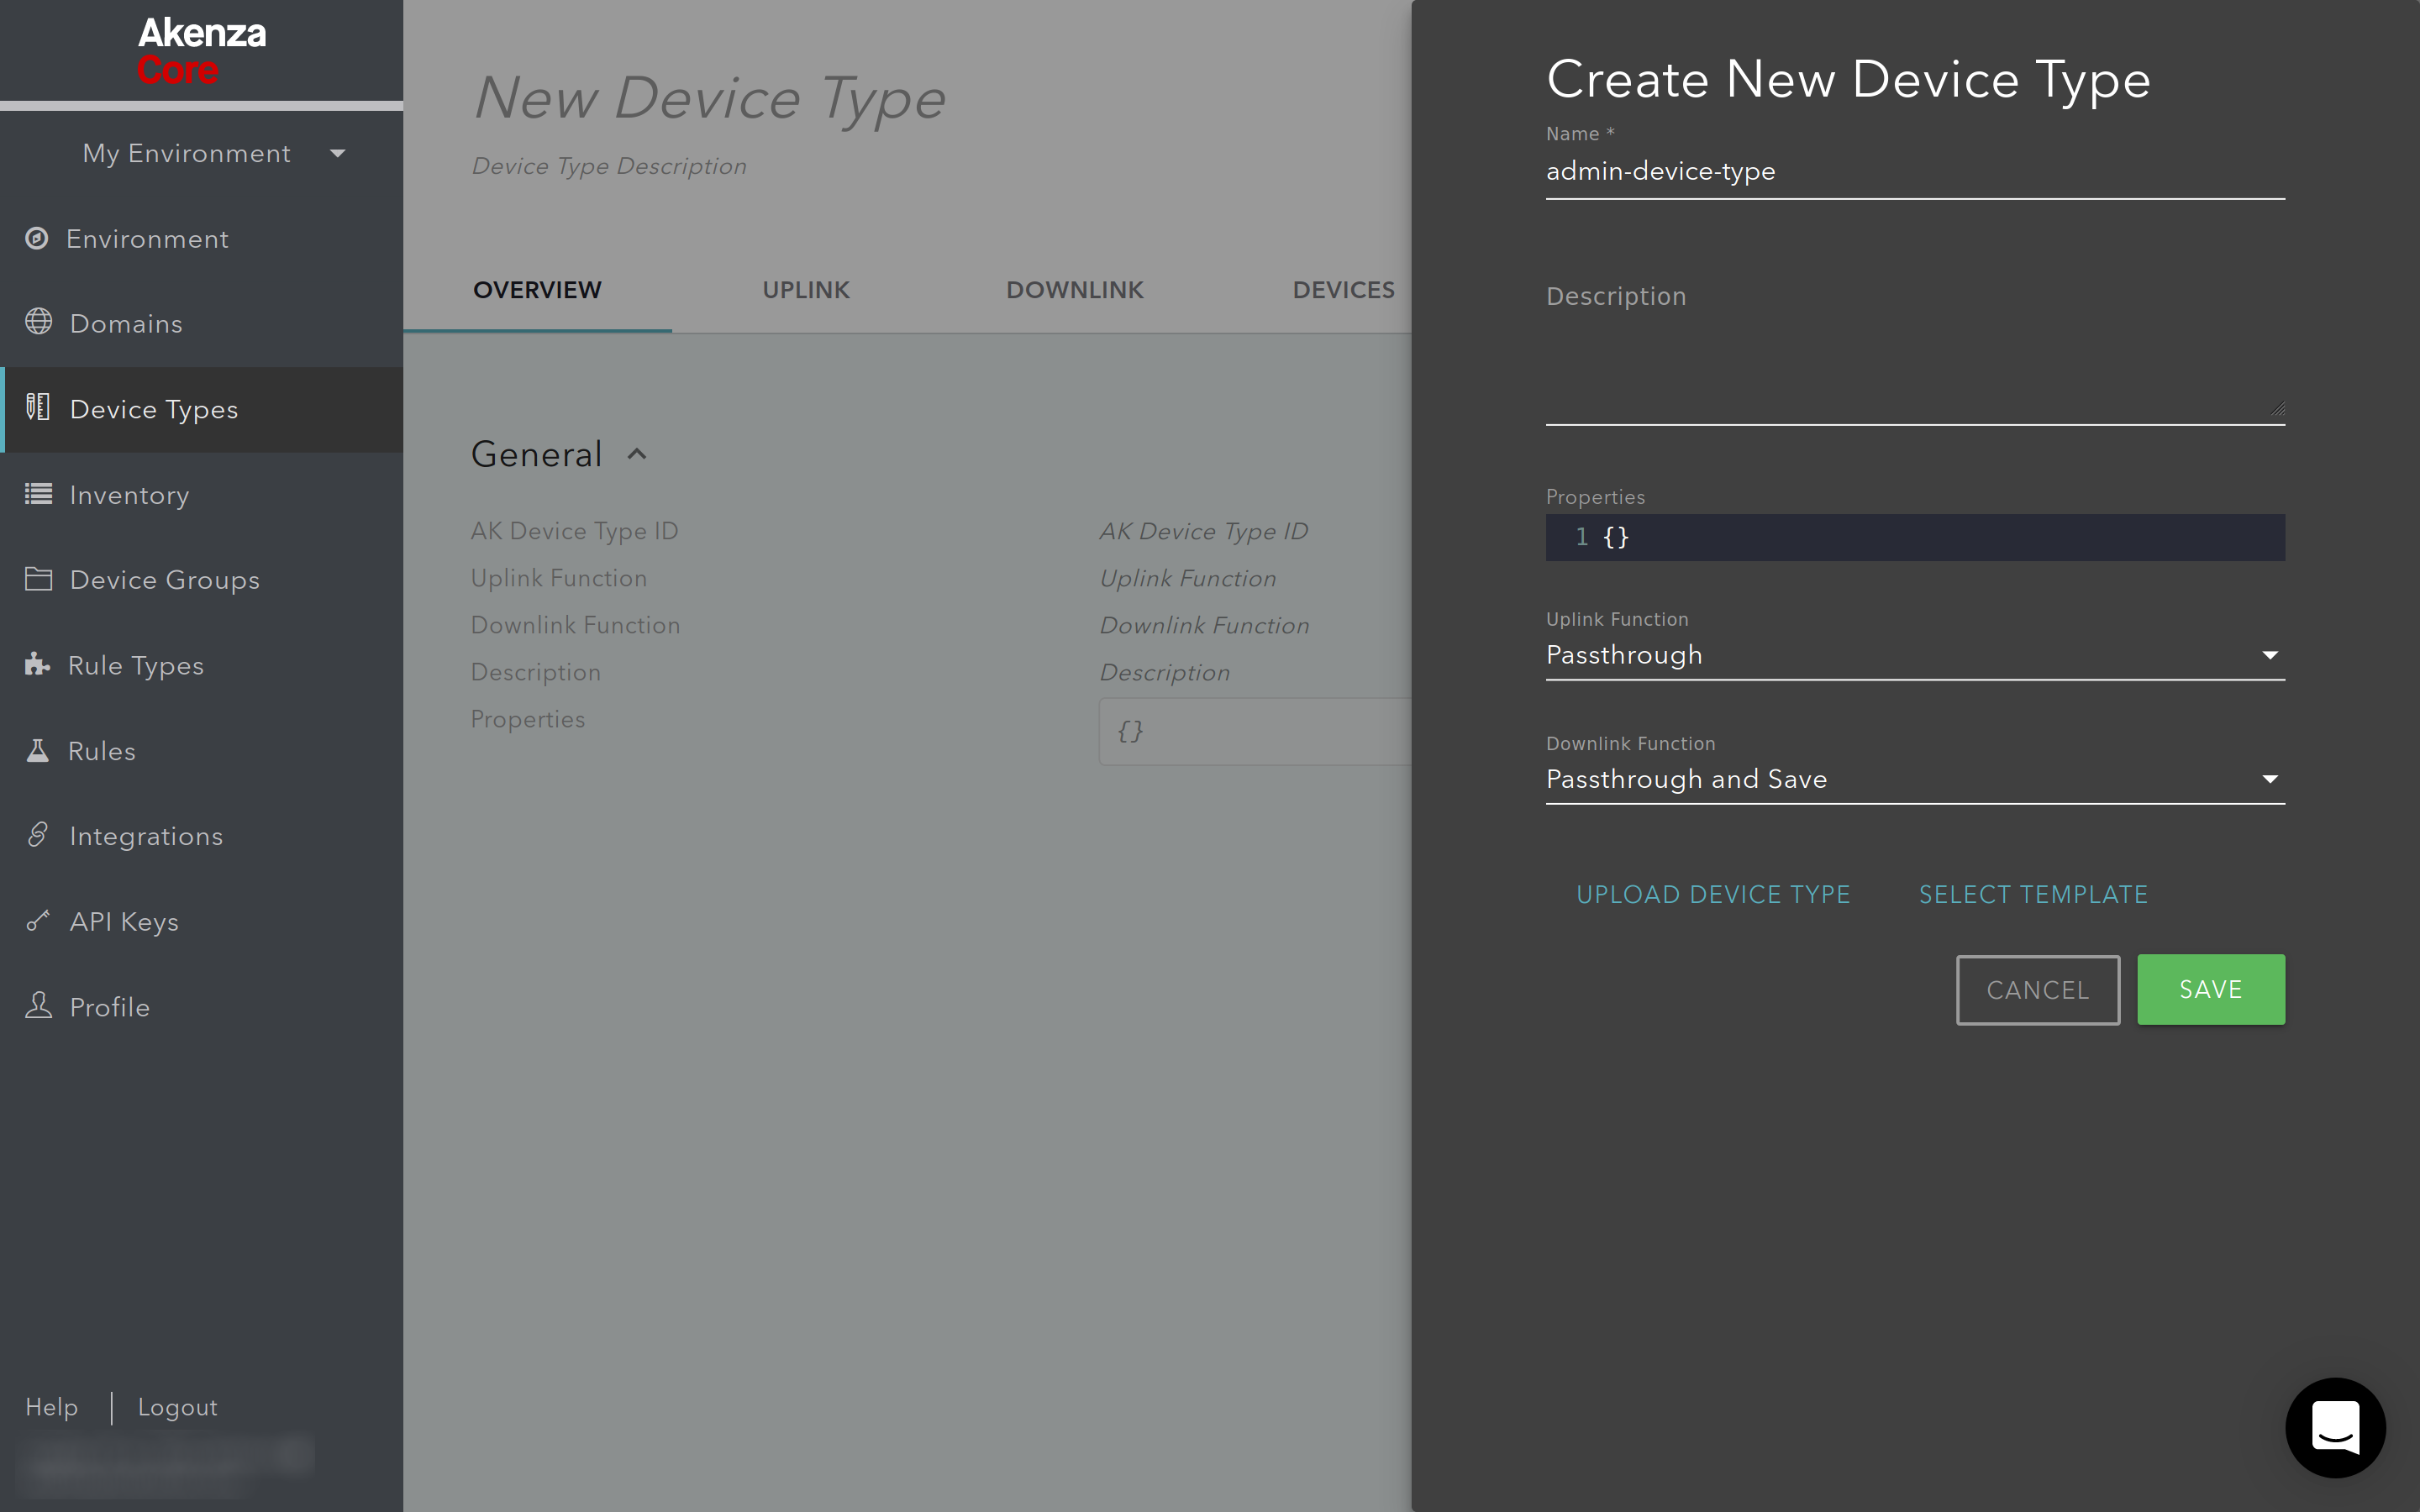 Akenza
Core
My Environment
Environment
Domains
Device Types
Inventory
Device Groups
Rule Types
Rules
Integrations
API Keys
Profile
Help | Logout
New Device Type
Device Type Description
OVERVIEW UPLINK DOWNLINK DEVICES
General
AK Device Type ID AK Device Type ID
Uplink Function Uplink Function
Downlink Function Downlink Function
Description Description
Properties {}
Create New Device Type
Name *
admin-device-type
Description
Properties
1 {}
Uplink Function
Passthrough
Downlink Function
Passthrough and Save
UPLOAD DEVICE TYPE SELECT TEMPLATE
CANCEL SAVE